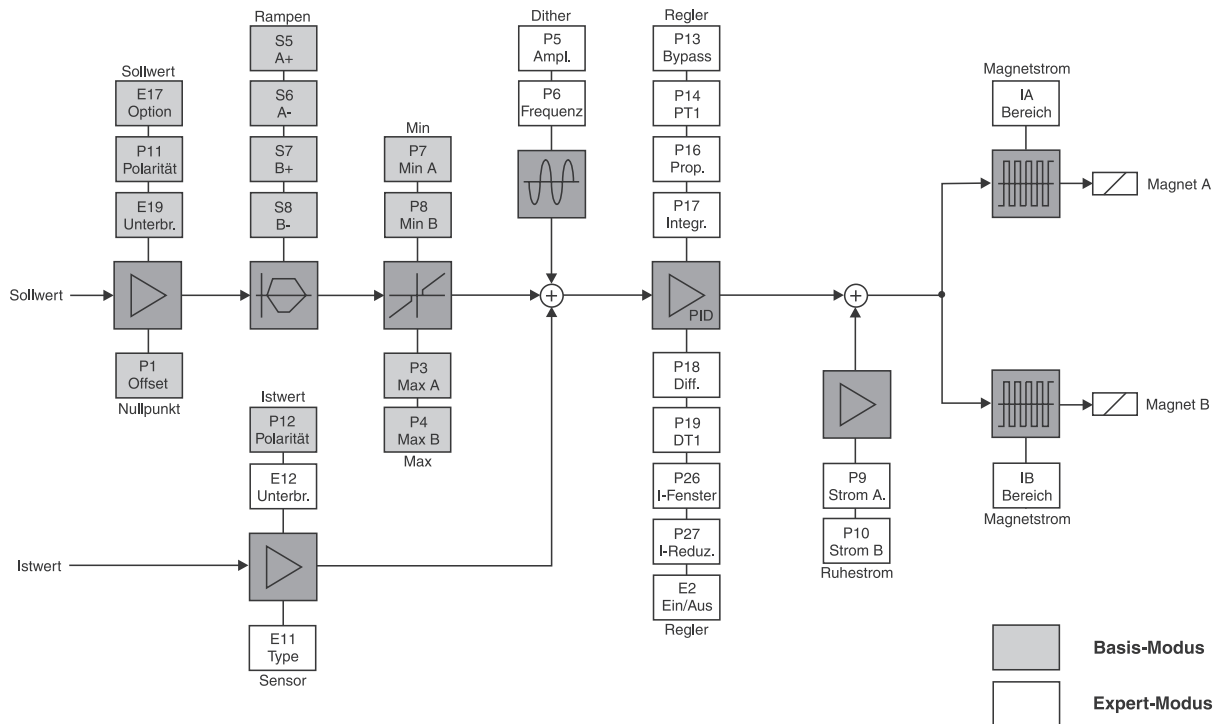 Rampen
S5
A+
S6
A-
S7
B+
S8
B-
Dither
P5
Ampl.
P6
Frequenz
Regler
P13
Bypass
P14
PT1
P16
Prop.
P17
Integr.
PID
P18
Diff.
P19
DT1
P26
I-Fenster
P27
I-Reduz.
E2
Ein/Aus
Regler
Sollwert
E17
Option
P11
Polarität
E19
Unterbr.
Sollwert
P1
Offset
Nullpunkt
Min
P7
Min A
P8
Min B
P3
Max A
P4
Max B
Max
Istwert
P12
Polarität
E12
Unterbr.
Istwert
E11
Type
Sensor
P9
Strom A.
P10
Strom B
Ruhestrom
Magnetstrom
IA
Bereich
Magnet A
Magnet B
IB
Bereich
Magnetstrom
Basis-Modus
Expert-Modus